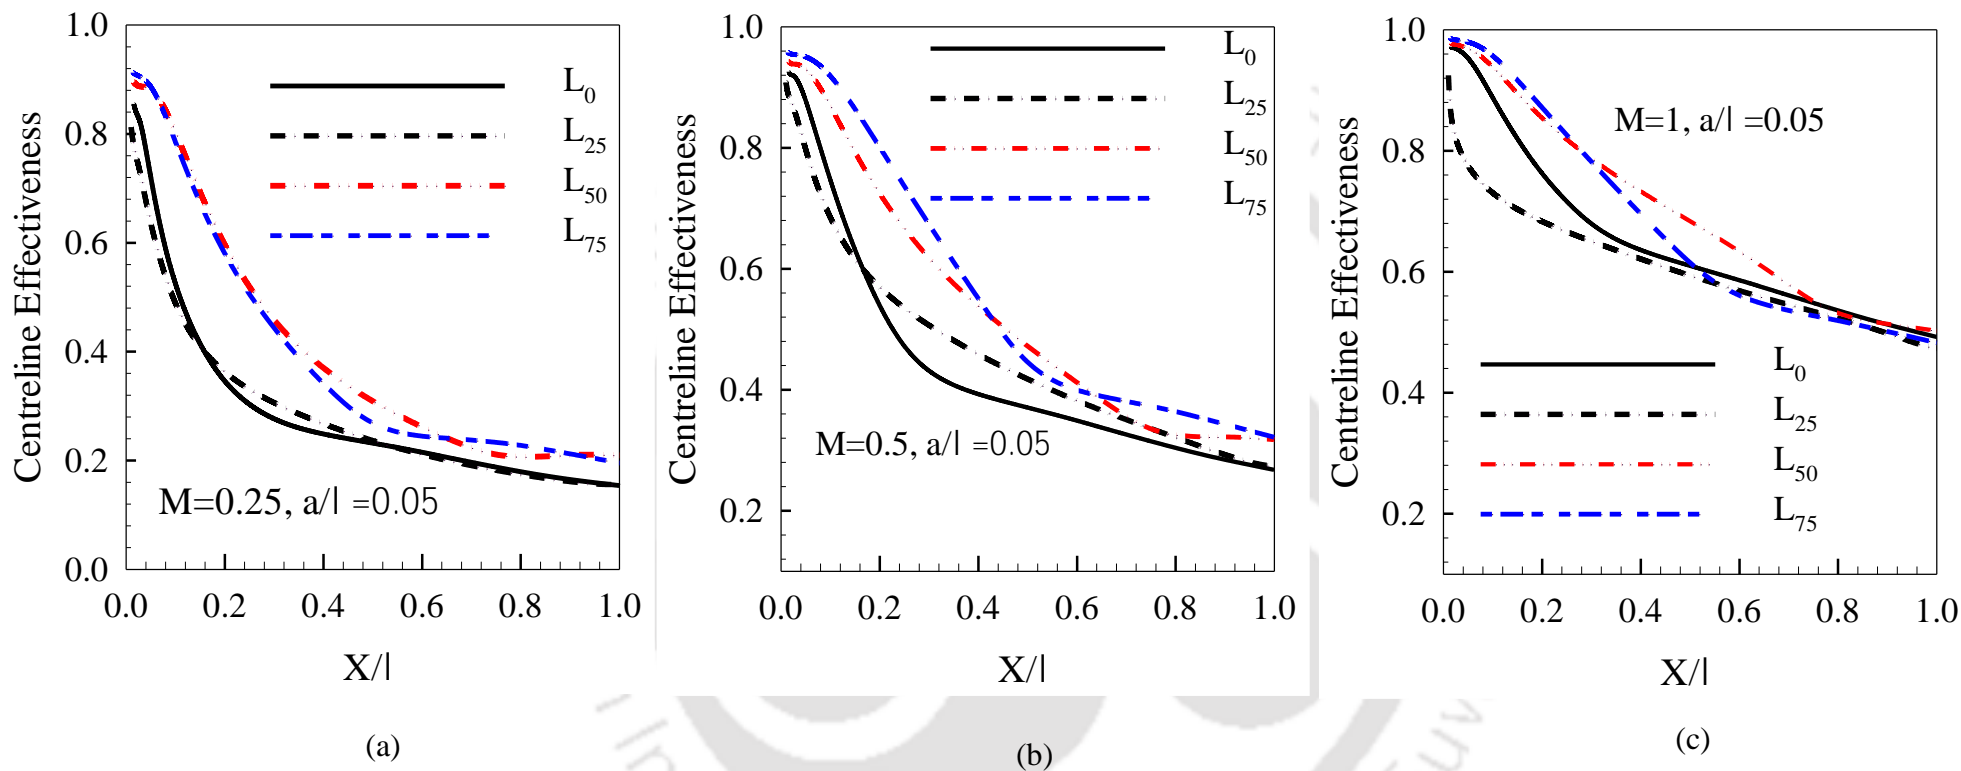 1.0
0.8
0.6
0.4
0.2
0.0
Centreline Effectiveness
L0
L25
L50
L75
M=0.25, a/l =0.05
0.0 0.2 0.4 0.6 0.8 1.0
X/l
(a)
1.0
0.8
0.6
0.4
0.2
Centreline Effectiveness
L0
L25
L50
L75
M=0.5, a/l =0.05
0.0 0.2 0.4 0.6 0.8 1.0
X/l
(b)
1.0
0.8
0.6
0.4
0.2
Centreline Effectiveness
M=1, a/l =0.05
L0
L25
L50
L75
0.0 0.2 0.4 0.6 0.8 1.0
X/l
(c)